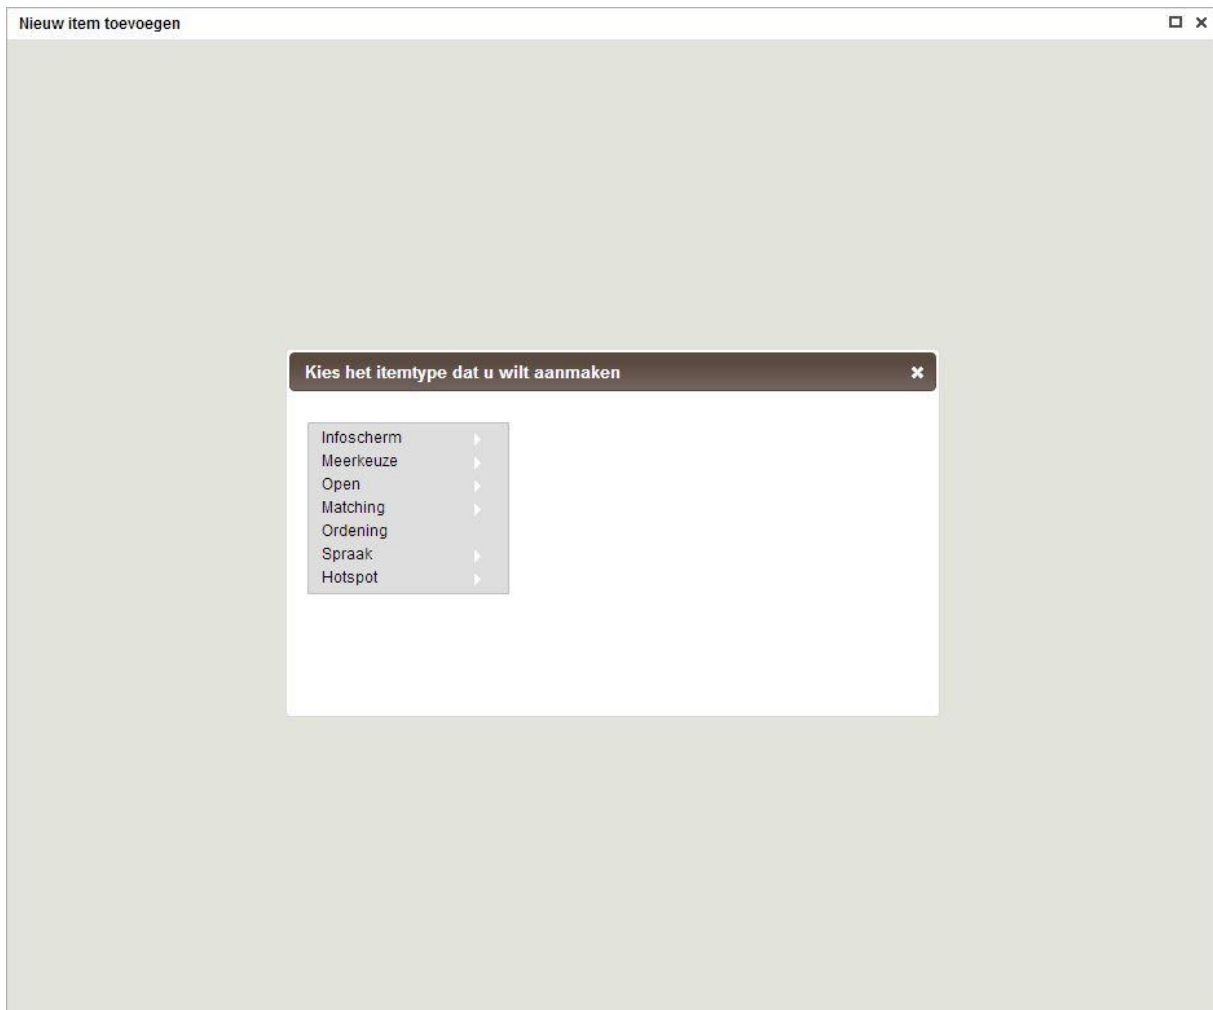 Nieuw item toevoegen
Kies het itemtype dat u wilt aanmaken
Infoscherm
Meerkeuze
Open
Matching
Ordening
Spraak
Hotspot